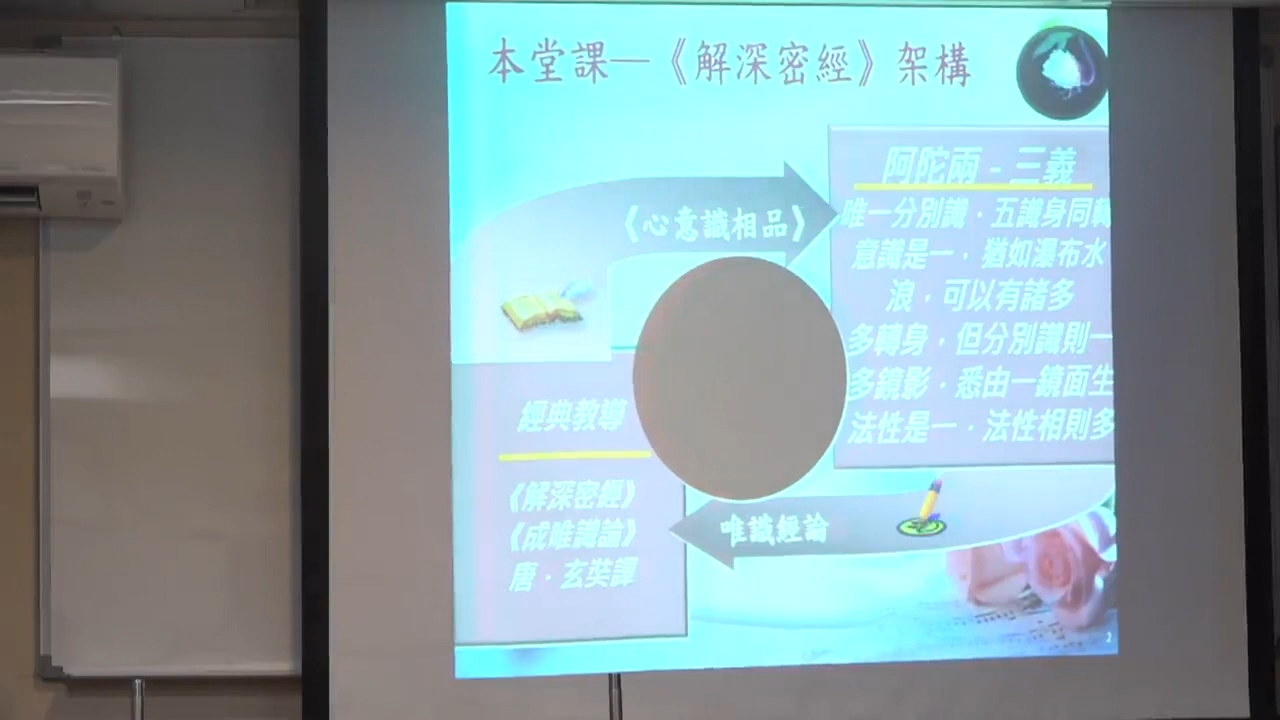 本堂課—《解深密經》架構
《心意識相品》
阿陀兩-三義
唯一分別識．五識身同轉
意識是一．猶如瀑布水
浪．可以有諸多
多轉身．但分別識則一
多鏡影．悉由一鏡面生
法性是一．法性相則多
經典教導
《解深密經》
《成唯識論》
唐．玄奘譯
唯識經論
2